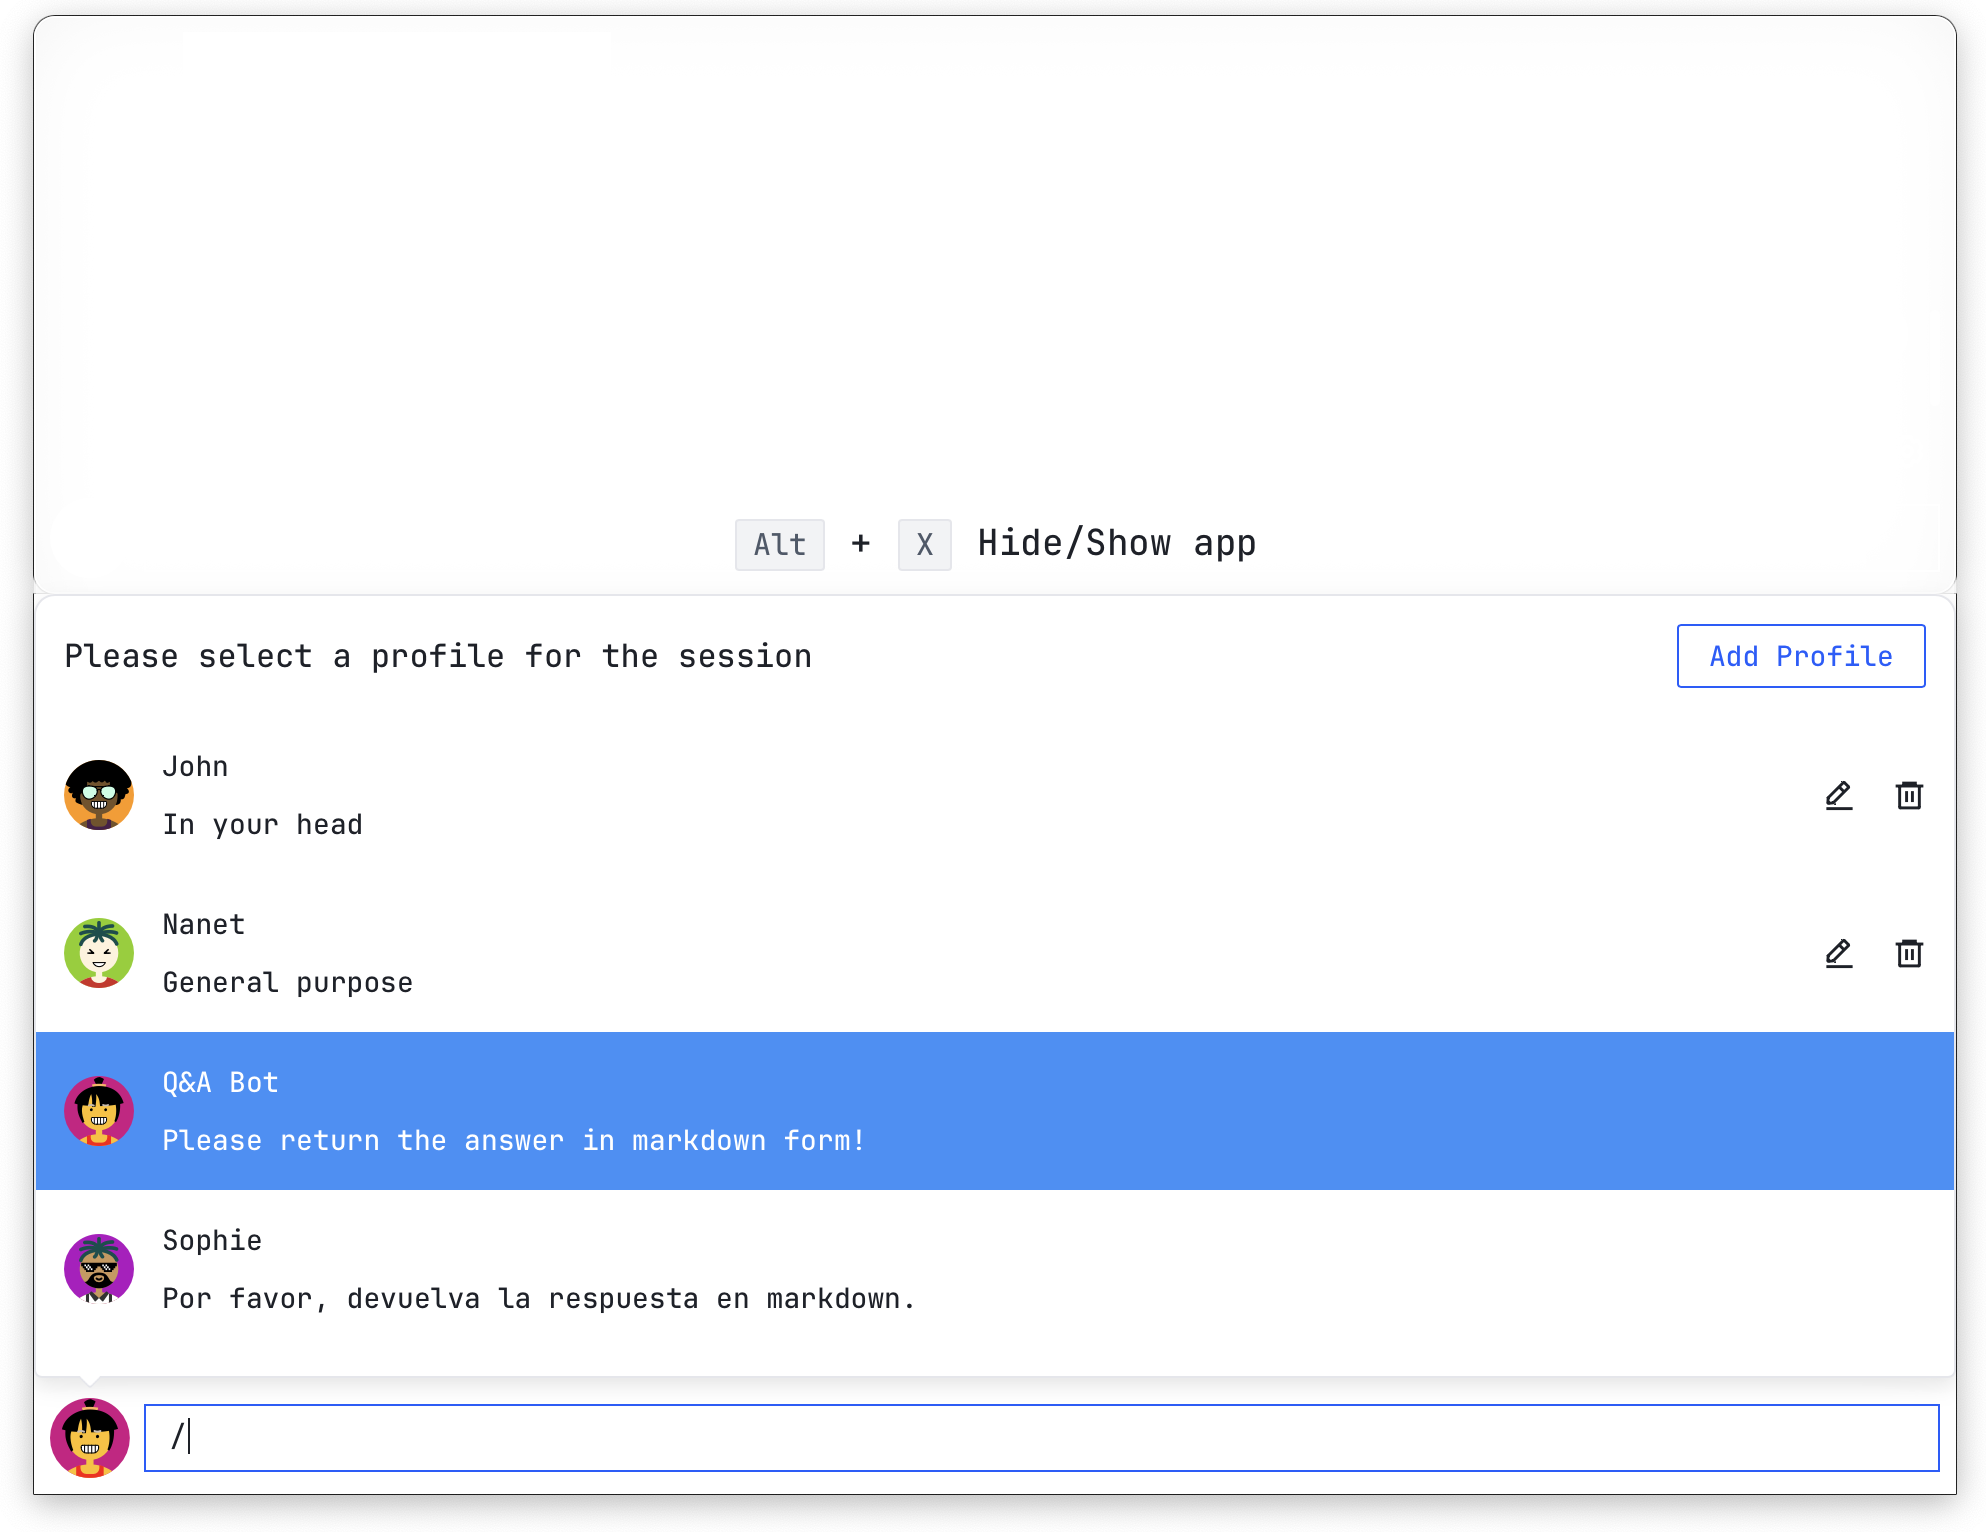 Alt + X Hide/Show app
Please select a profile for the session
Add Profile
John
In your head
Nanet
General purpose
Q&A Bot
Please return the answer in markdown form!
Sophie
Por favor, devuelva la respuesta en markdown.
/